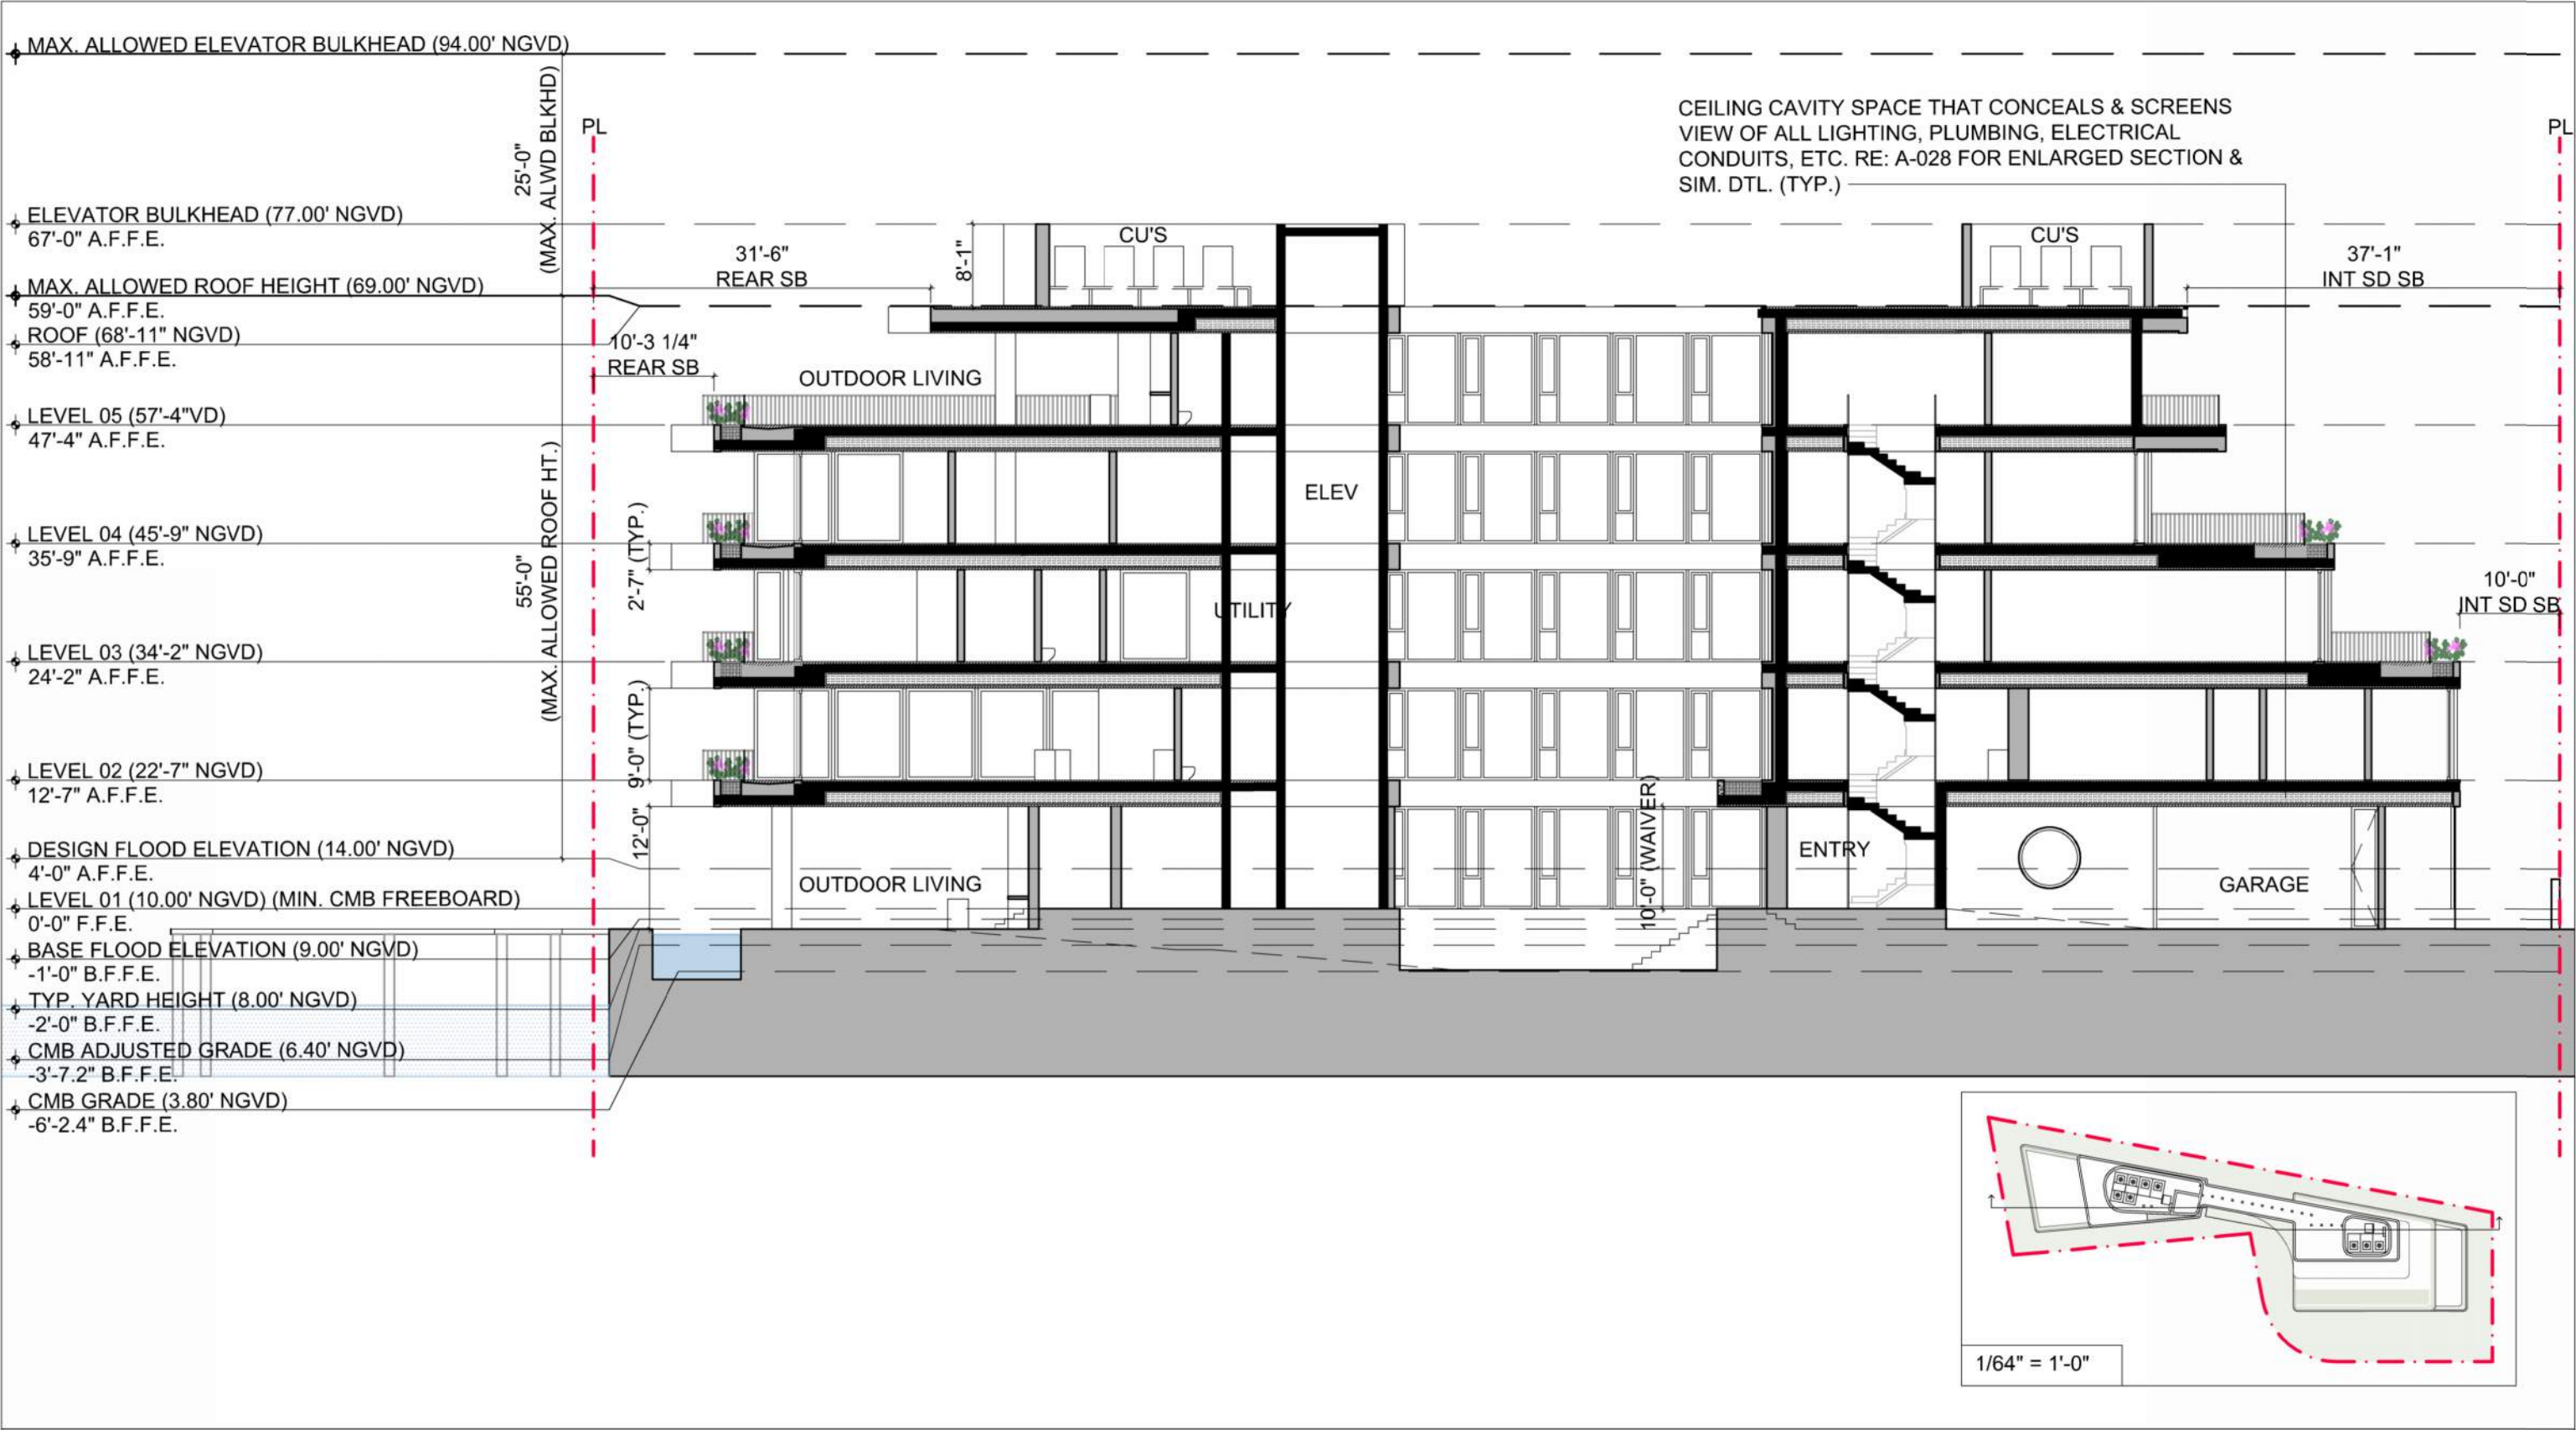 MAX. ALLOWED ELEVATOR BULKHEAD (94.00' NGVD)
25'-0"
(MAX. ALWD BLKHD)
PL
CEILING CAVITY SPACE THAT CONCEALS & SCREENS
VIEW OF ALL LIGHTING, PLUMBING, ELECTRICAL
CONDUITS, ETC. RE: A-028 FOR ENLARGED SECTION &
SIM. DTL. (TYP.)
PL
ELEVATOR BULKHEAD (77.00' NGVD)
67'-0" A.F.F.E.
31'-6"
REAR SB
8'-1"
CU'S
CU'S
37'-1"
INT SD SB
MAX. ALLOWED ROOF HEIGHT (69.00' NGVD)
59'-0" A.F.F.E.
ROOF (68'-11" NGVD)
58'-11" A.F.F.E.
10'-3 1/4"
REAR SB
OUTDOOR LIVING
LEVEL 05 (57'-4"VD)
47'-4" A.F.F.E.
55'-0"
(MAX. ALLOWED ROOF HT.)
ELEV
LEVEL 04 (45'-9" NGVD)
35'-9" A.F.F.E.
2'-7" (TYP.)
UTILITY
10'-0"
INT SD SB
LEVEL 03 (34'-2" NGVD)
24'-2" A.F.F.E.
9'-0" (TYP.)
LEVEL 02 (22'-7" NGVD)
12'-7" A.F.F.E.
12'-0"
10'-0" (WAIVER)
ENTRY
DESIGN FLOOD ELEVATION (14.00' NGVD)
4'-0" A.F.F.E.
OUTDOOR LIVING
GARAGE
LEVEL 01 (10.00' NGVD) (MIN. CMB FREEBOARD)
0'-0" F.F.E.
BASE FLOOD ELEVATION (9.00' NGVD)
-1'-0" B.F.F.E.
TYP. YARD HEIGHT (8.00' NGVD)
-2'-0" B.F.F.E.
CMB ADJUSTED GRADE (6.40' NGVD)
-3'-7.2" B.F.F.E.
CMB GRADE (3.80' NGVD)
-6'-2.4" B.F.F.E.
1/64" = 1'-0"